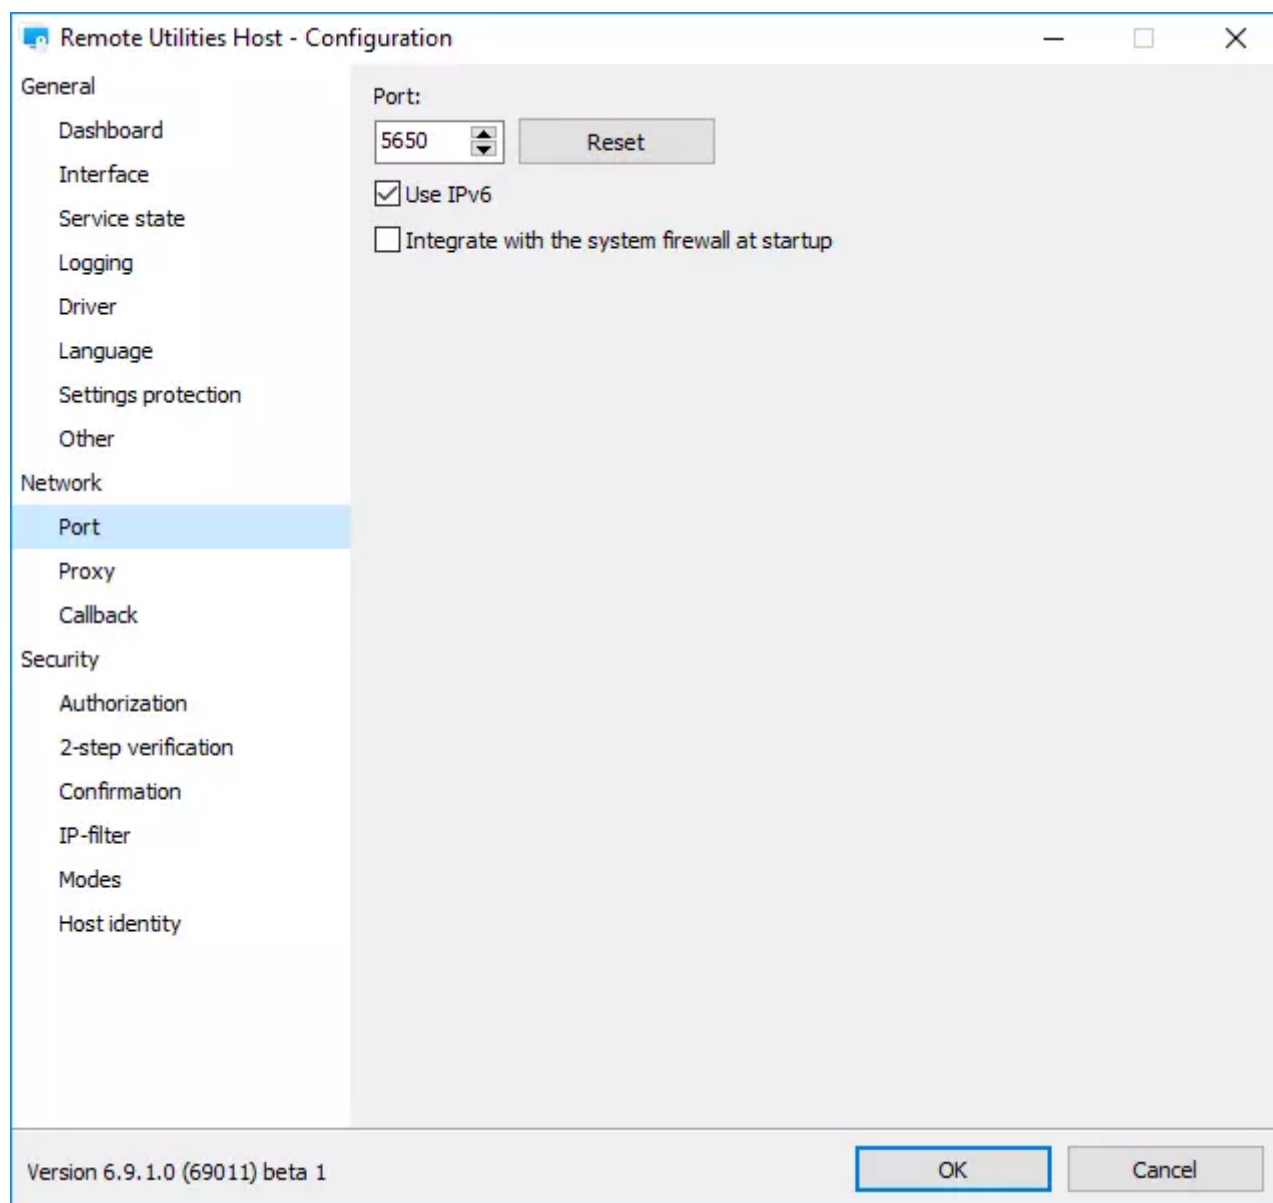 Remote Utilities Host - Configuration
General
Dashboard
Interface
Service state
Logging
Driver
Language
Settings protection
Other
Network
Port
Proxy
Callback
Security
Authorization
2-step verification
Confirmation
IP-filter
Modes
Host identity
Port:
5650 Reset
Use IPv6
Integrate with the system firewall at startup
Version 6.9.1.0 (69011) beta 1
OK Cancel